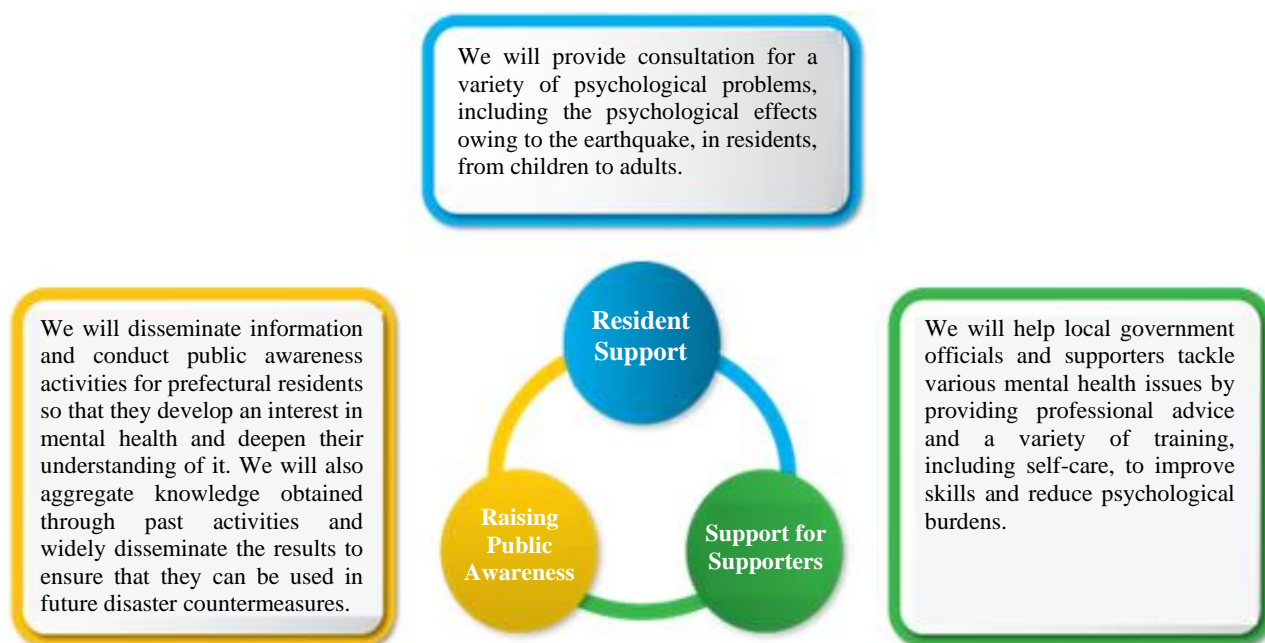 We will provide consultation for a
variety of psychological problems,
including the psychological effects
owing to the earthquake, in residents,
from children to adults.
Resident
Support
We will disseminate information
and conduct public awareness
activities for prefectural residents
so that they develop an interest in
mental health and deepen their
understanding of it. We will also
aggregate knowledge obtained
through past activities and
widely disseminate the results to
ensure that they can be used in
future disaster countermeasures.
Raising
Public
Awareness
Support for
Supporters
We will help local government
officials and supporters tackle
various mental health issues by
providing professional advice
and a variety of training,
including self-care, to improve
skills and reduce psychological
burdens.